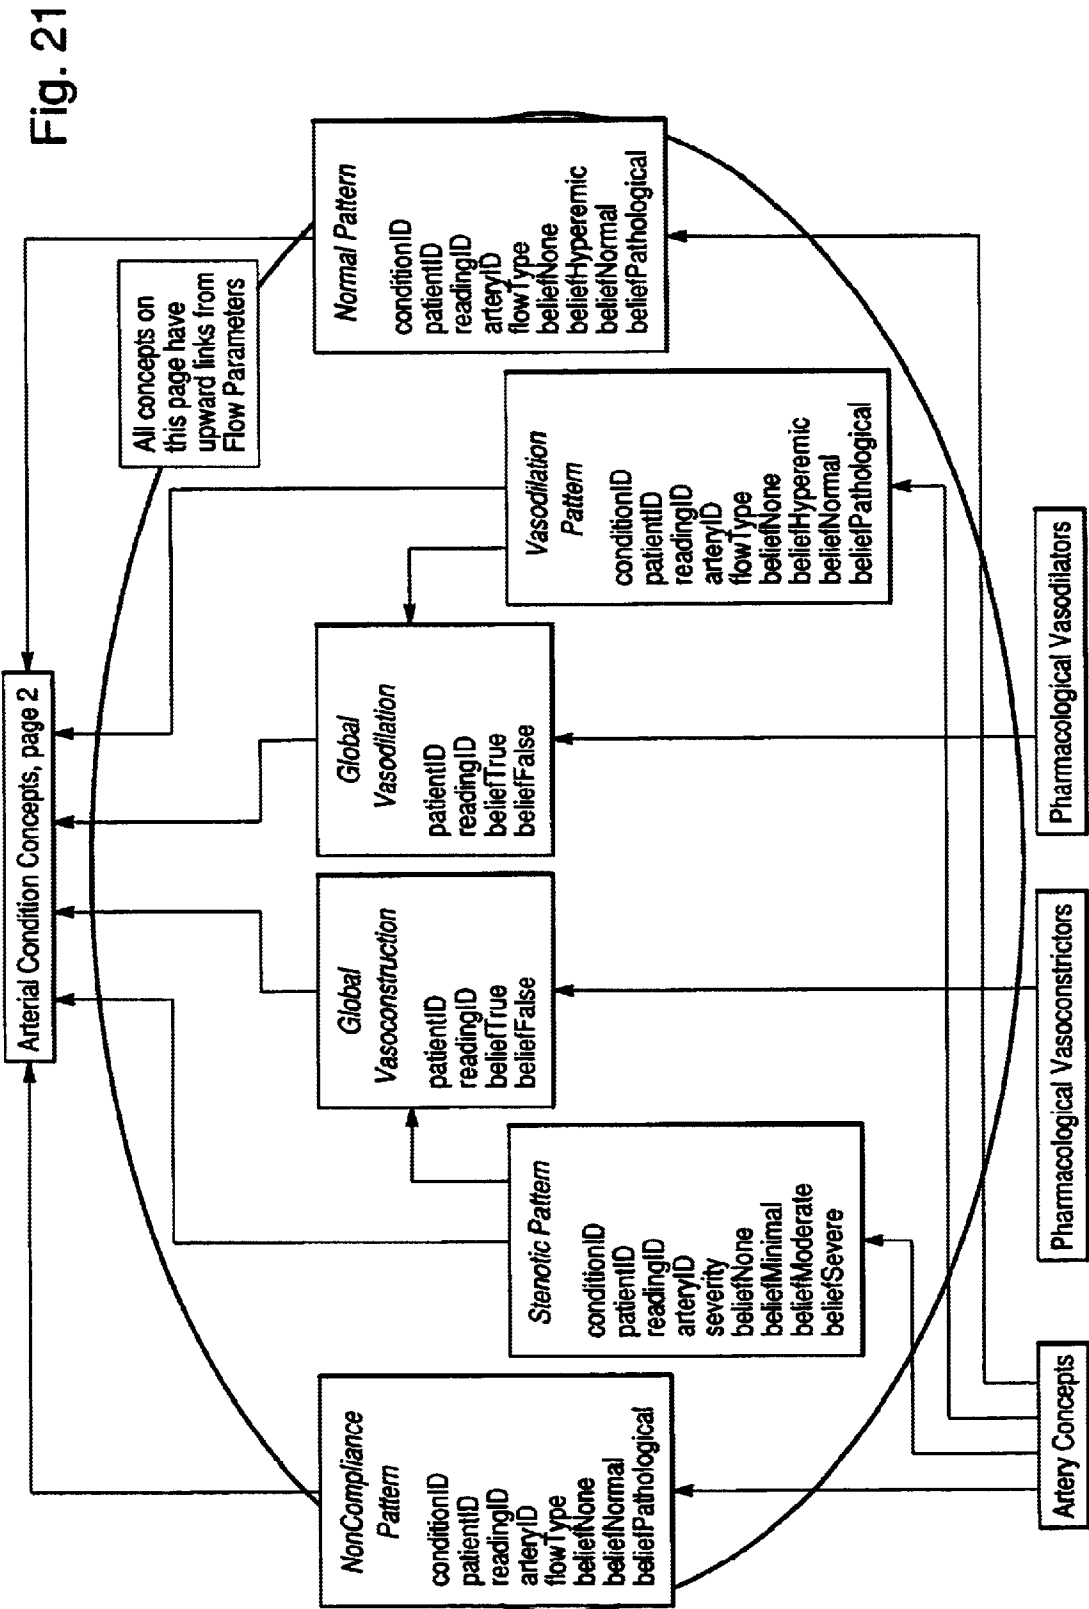 Fig. 21
Arterial Condition Concepts, page 2
All concepts on
this page have
upward links from
Flow Parameters
NonCompliance
Pattern
conditionID
patientID
readingID
arteryID
flowType
beliefNone
beliefNormal
beliefPathological
Stenotic Pattern
conditionID
patientID
readingID
arteryID
severity
beliefNone
beliefMinimal
beliefModerate
beliefSevere
Global
Vasoconstruction
patientID
readingID
beliefTrue
beliefFalse
Global
Vasodilation
patientID
readingID
beliefTrue
beliefFalse
Vasodilation
Pattern
conditionID
patientID
readingID
arteryID
flowType
beliefNone
beliefHyperemic
beliefNormal
beliefPathological
Normal Pattern
conditionID
patientID
readingID
arteryID
flowType
beliefNone
beliefHyperemic
beliefNormal
beliefPathological
Artery Concepts
Pharmacological Vasoconstrictors
Pharmacological Vasodilators